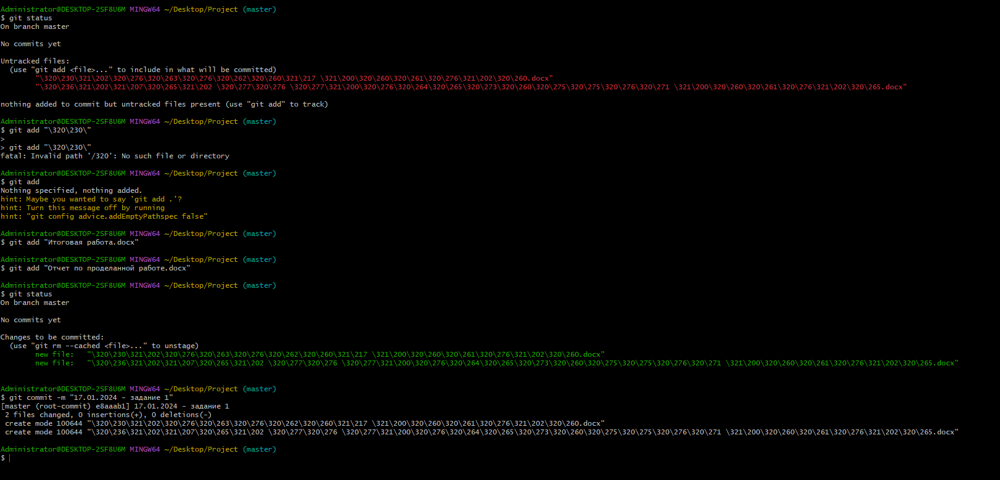 Administrator@DESKTOP-2SF8U6M MINGW64 ~/Desktop/Project (master)
$ git status
On branch master
No commits yet
Untracked files:
(use "git add <file>..." to include in what will be committed)
"\320\230\321\202\320\276\320\263\320\276\320\262\320\260\321\217 \321\200\320\260\320\261\320\276\321\202\320\260.docx"
"\320\236\321\202\321\207\320\265\321\202 \320\277\320\276 \320\277\321\200\320\276\320\264\320\265\320\273\320\260\320\275\320\275\320\276\320\271 \321\200\320\260\320\261\320\276\321\202\320\265.docx"
nothing added to commit but untracked files present (use "git add" to track)
Administrator@DESKTOP-2SF8U6M MINGW64 ~/Desktop/Project (master)
$ git add "\320\230\"
>
> git add "\320\230\"
fatal: Invalid path '/320': No such file or directory
Administrator@DESKTOP-2SF8U6M MINGW64 ~/Desktop/Project (master)
$ git add
Nothing specified, nothing added.
hint: Maybe you wanted to say 'git add .'?
hint: Turn this message off by running
hint: "git config advice.addEmptyPathspec false"
Administrator@DESKTOP-2SF8U6M MINGW64 ~/Desktop/Project (master)
$ git add "Итоговая работа.docx"
Administrator@DESKTOP-2SF8U6M MINGW64 ~/Desktop/Project (master)
$ git add "Отчет по проделанной работе.docx"
Administrator@DESKTOP-2SF8U6M MINGW64 ~/Desktop/Project (master)
$ git status
On branch master
No commits yet
Changes to be committed:
(use "git rm --cached <file>..." to unstage)
new file: "\320\230\321\202\320\276\320\263\320\276\320\262\320\260\321\217 \321\200\320\260\320\261\320\276\321\202\320\260.docx"
new file: "\320\236\321\202\321\207\320\265\321\202 \320\277\320\276 \320\277\321\200\320\276\320\264\320\265\320\273\320\260\320\275\320\275\320\276\320\271 \321\200\320\260\320\261\320\276\321\202\320\265.docx"
Administrator@DESKTOP-2SF8U6M MINGW64 ~/Desktop/Project (master)
$ git commit -m "17.01.2024 - задание 1"
[master (root-commit) e8aaab1] 17.01.2024 - задание 1
2 files changed, 0 insertions(+), 0 deletions(-)
create mode 100644 "\320\230\321\202\320\276\320\263\320\276\320\262\320\260\321\217 \321\200\320\260\320\261\320\276\321\202\320\260.docx"
create mode 100644 "\320\236\321\202\321\207\320\265\321\202 \320\277\320\276 \320\277\321\200\320\276\320\264\320\265\320\273\320\260\320\275\320\275\320\276\320\271 \321\200\320\260\320\261\320\276\321\202\320\265.docx"
Administrator@DESKTOP-2SF8U6M MINGW64 ~/Desktop/Project (master)
$